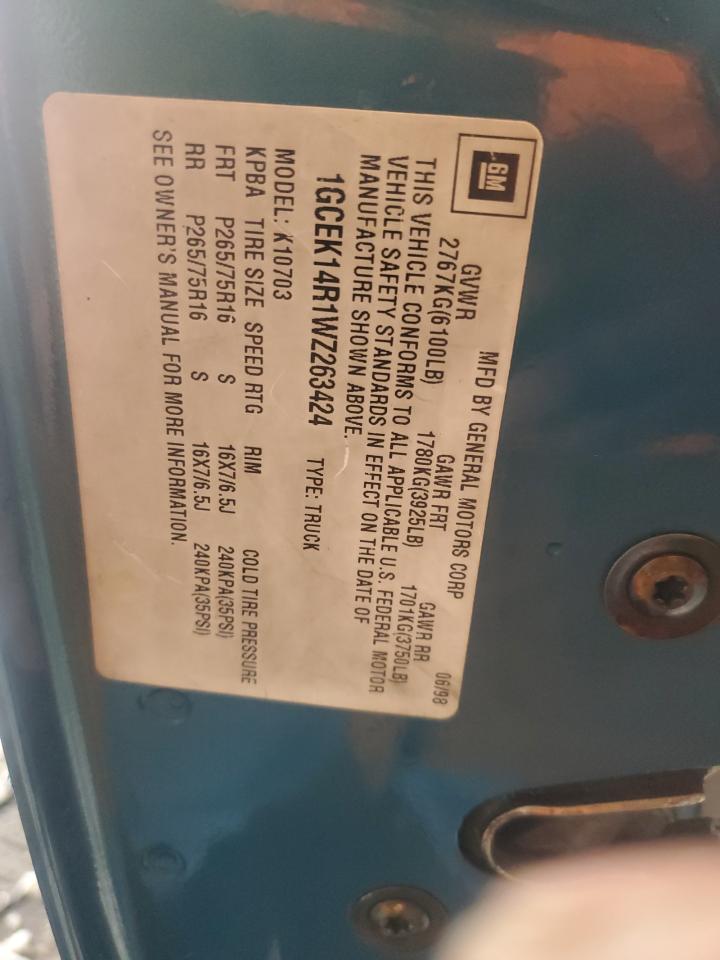 GM
MFD BY GENERAL MOTORS CORP 06/98
GVWR GAWR FRT GAWR RR
2767KG(6100LB) 1780KG(3925LB) 1701KG(3750LB)
THIS VEHICLE CONFORMS TO ALL APPLICABLE U.S. FEDERAL MOTOR
VEHICLE SAFETY STANDARDS IN EFFECT ON THE DATE OF
MANUFACTURE SHOWN ABOVE.
1GCEK14R1WZ263424 TYPE: TRUCK
MODEL: K10703
KPBA TIRE SIZE SPEED RTG RIM COLD TIRE PRESSURE
FRT P265/75R16 S 16X7/6.5J 240KPA(35PSI)
RR P265/75R16 S 16X7/6.5J 240KPA(35PSI)
SEE OWNER'S MANUAL FOR MORE INFORMATION.